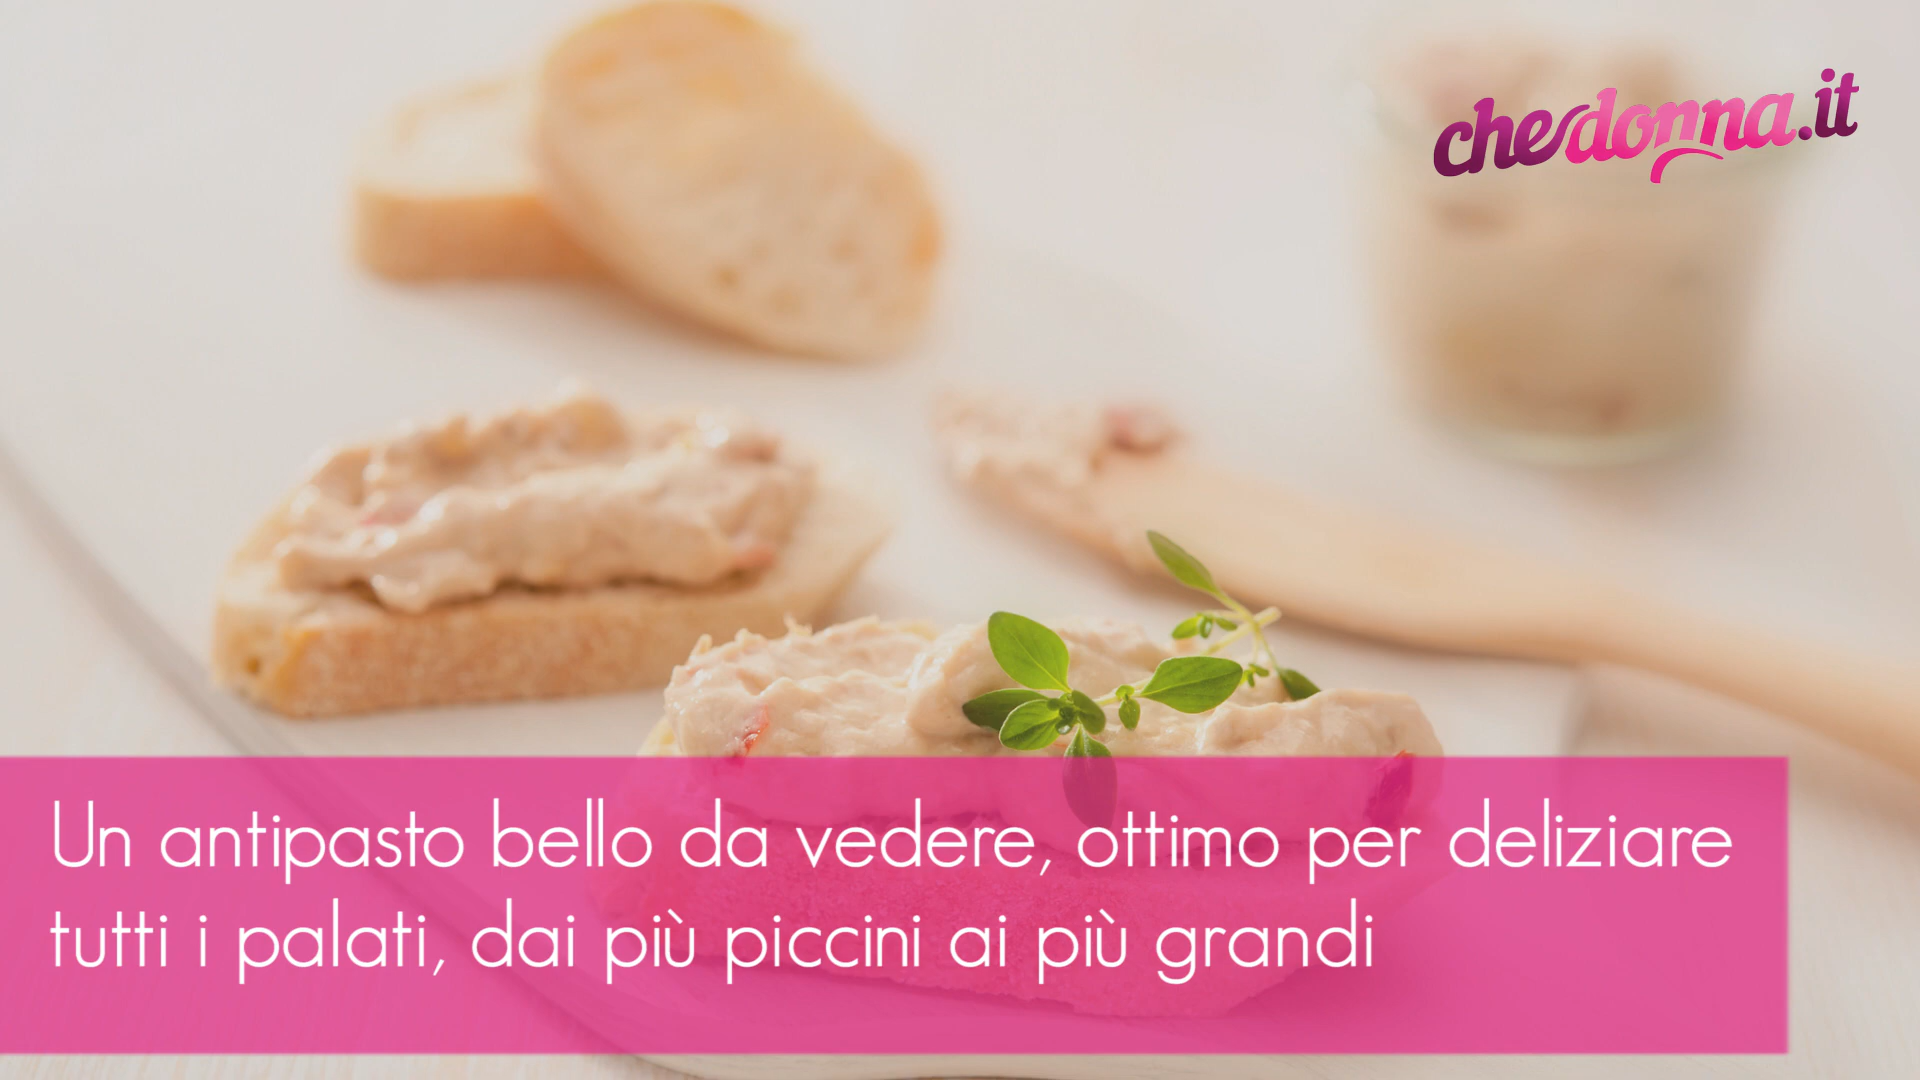 chedonna.it
Un antipasto bello da vedere, ottimo per deliziare
tutti i palati, dai più piccini ai più grandi